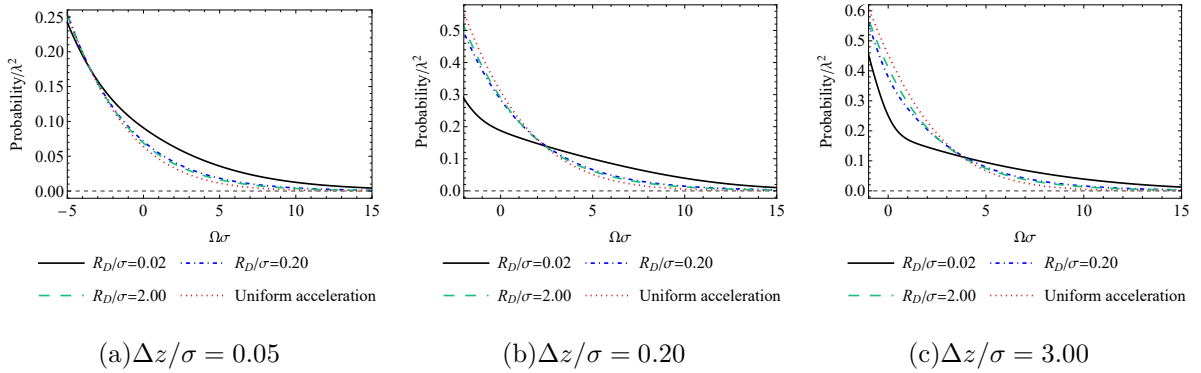 Probability/λ²
0.25
0.20
0.15
0.10
0.05
0.00
−5 0 5 10 15
Ωσ
R_D/σ=0.02 R_D/σ=0.20
R_D/σ=2.00 Uniform acceleration
(a)Δz/σ = 0.05
Probability/λ²
0.5
0.4
0.3
0.2
0.1
0.0
0 5 10 15
Ωσ
R_D/σ=0.02 R_D/σ=0.20
R_D/σ=2.00 Uniform acceleration
(b)Δz/σ = 0.20
Probability/λ²
0.6
0.5
0.4
0.3
0.2
0.1
0.0
0 5 10 15
Ωσ
R_D/σ=0.02 R_D/σ=0.20
R_D/σ=2.00 Uniform acceleration
(c)Δz/σ = 3.00